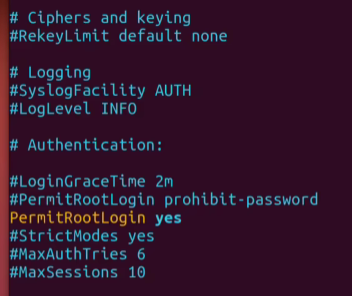 # Ciphers and keying
#RekeyLimit default none
# Logging
#SyslogFacility AUTH
#LogLevel INFO
# Authentication:
#LoginGraceTime 2m
#PermitRootLogin prohibit-password
PermitRootLogin yes
#StrictModes yes
#MaxAuthTries 6
#MaxSessions 10